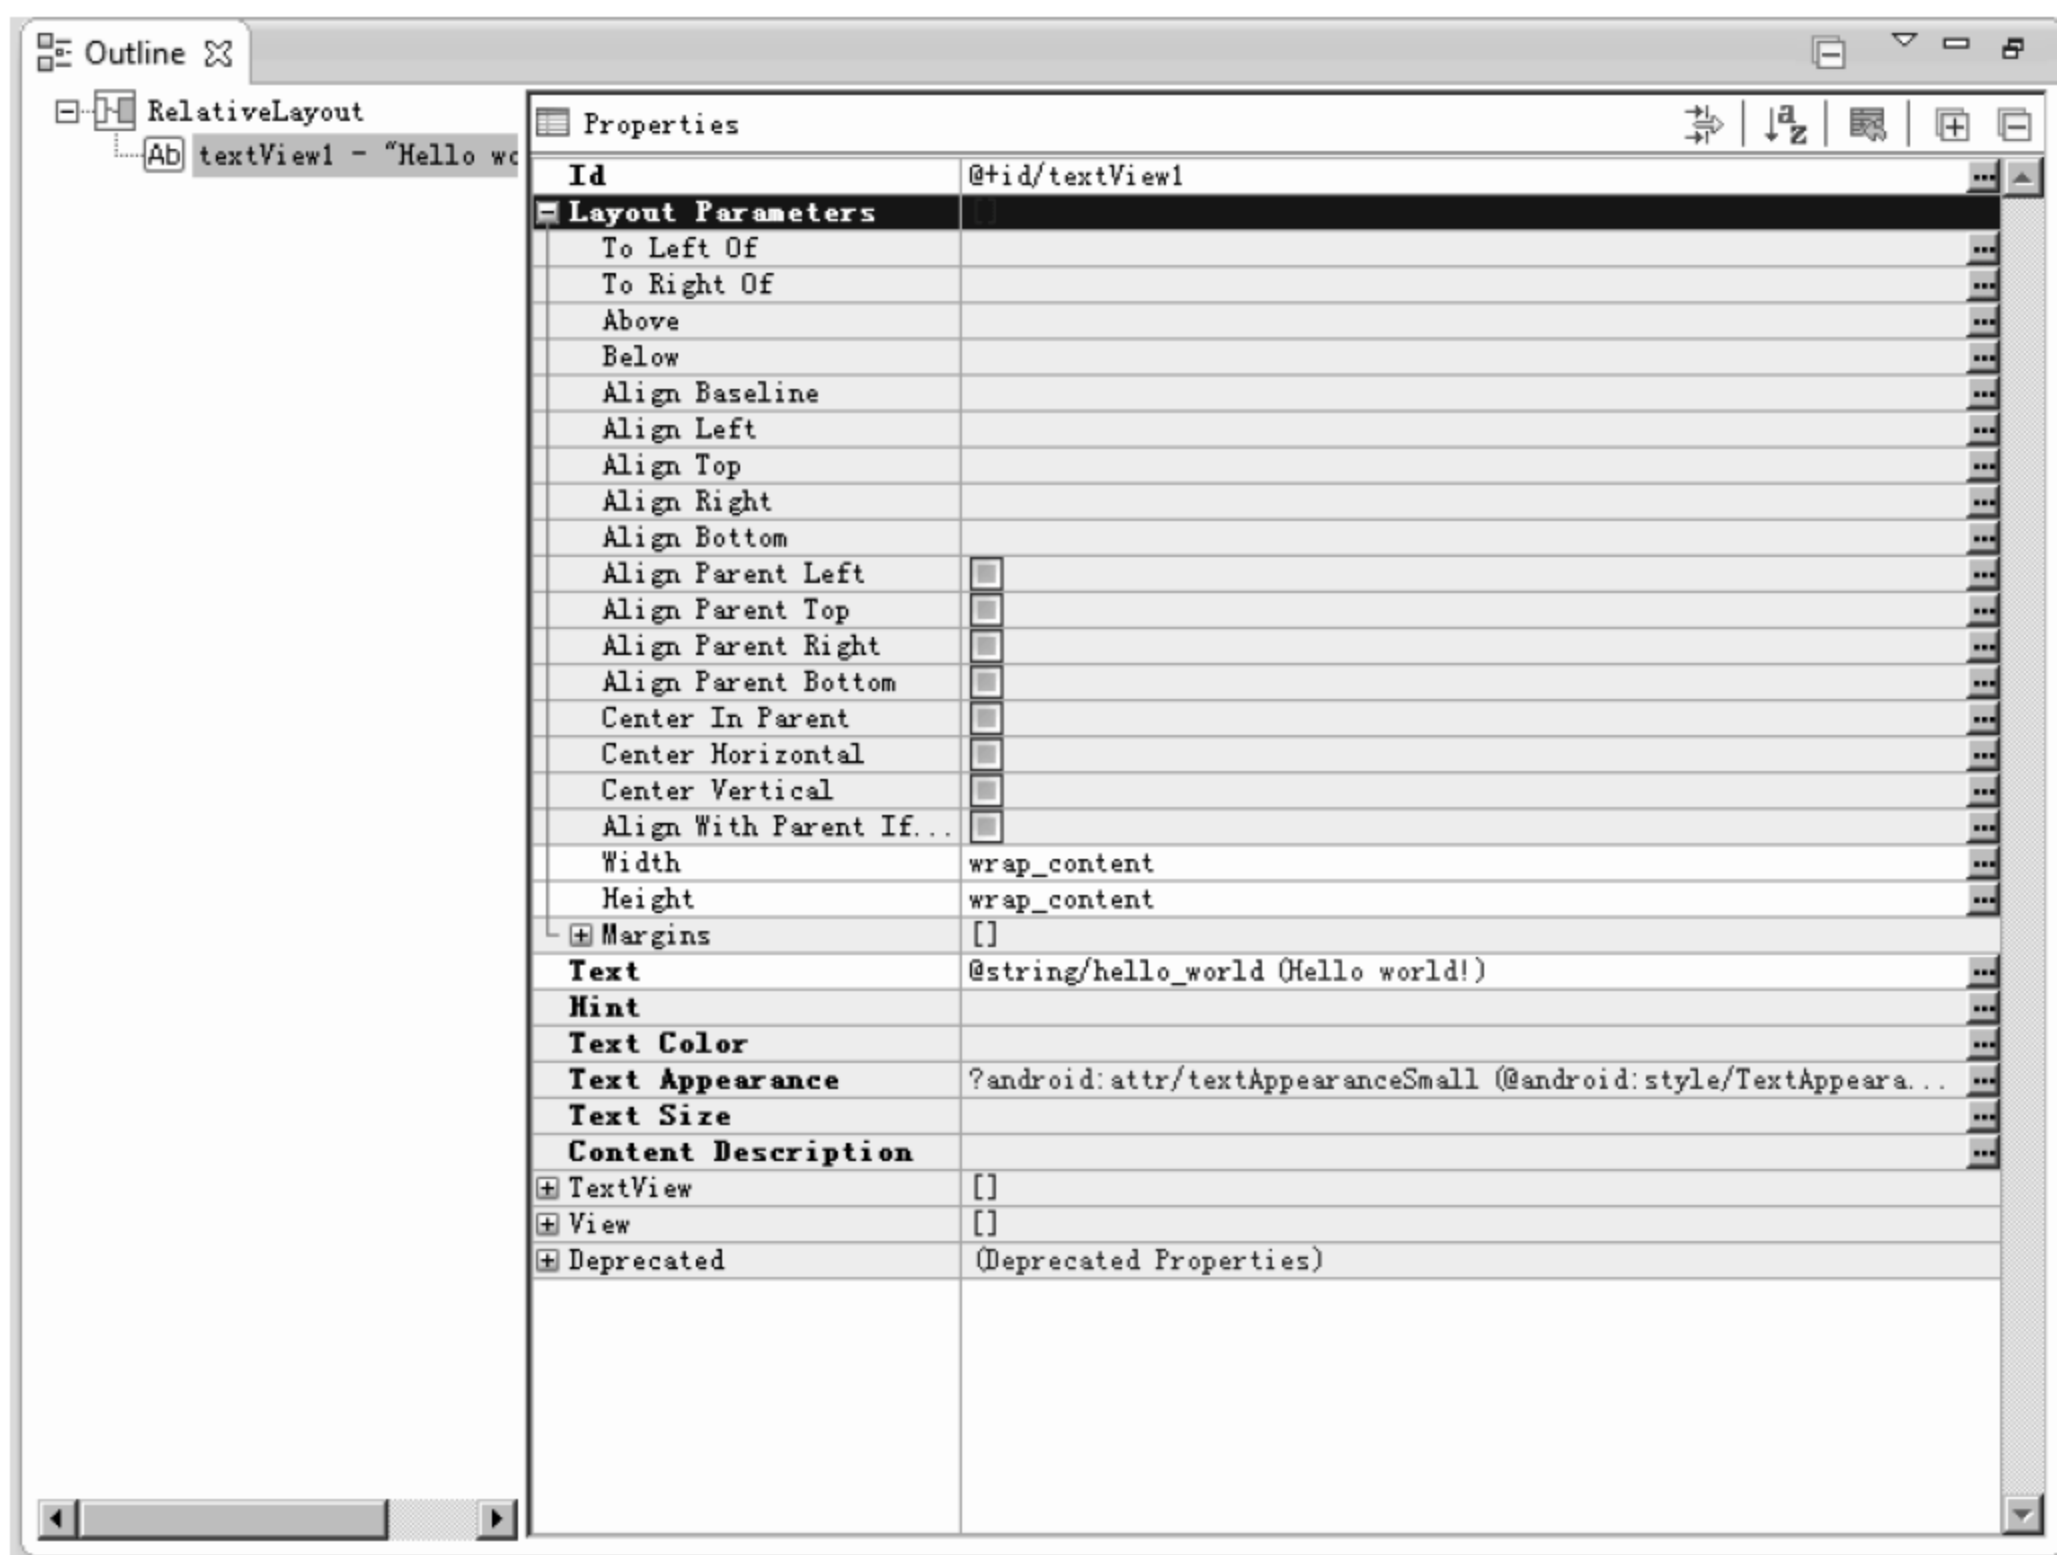 Outline
RelativeLayout
Ab textView1 - "Hello wo
Properties
Id @+id/textView1
Layout Parameters []
To Left Of
To Right Of
Above
Below
Align Baseline
Align Left
Align Top
Align Right
Align Bottom
Align Parent Left
Align Parent Top
Align Parent Right
Align Parent Bottom
Center In Parent
Center Horizontal
Center Vertical
Align With Parent If...
Width wrap_content
Height wrap_content
Margins []
Text @string/hello_world (Hello world!)
Hint
Text Color
Text Appearance ?android:attr/textAppearanceSmall (@android:style/TextAppeara...
Text Size
Content Description
TextView []
View []
Deprecated (Deprecated Properties)